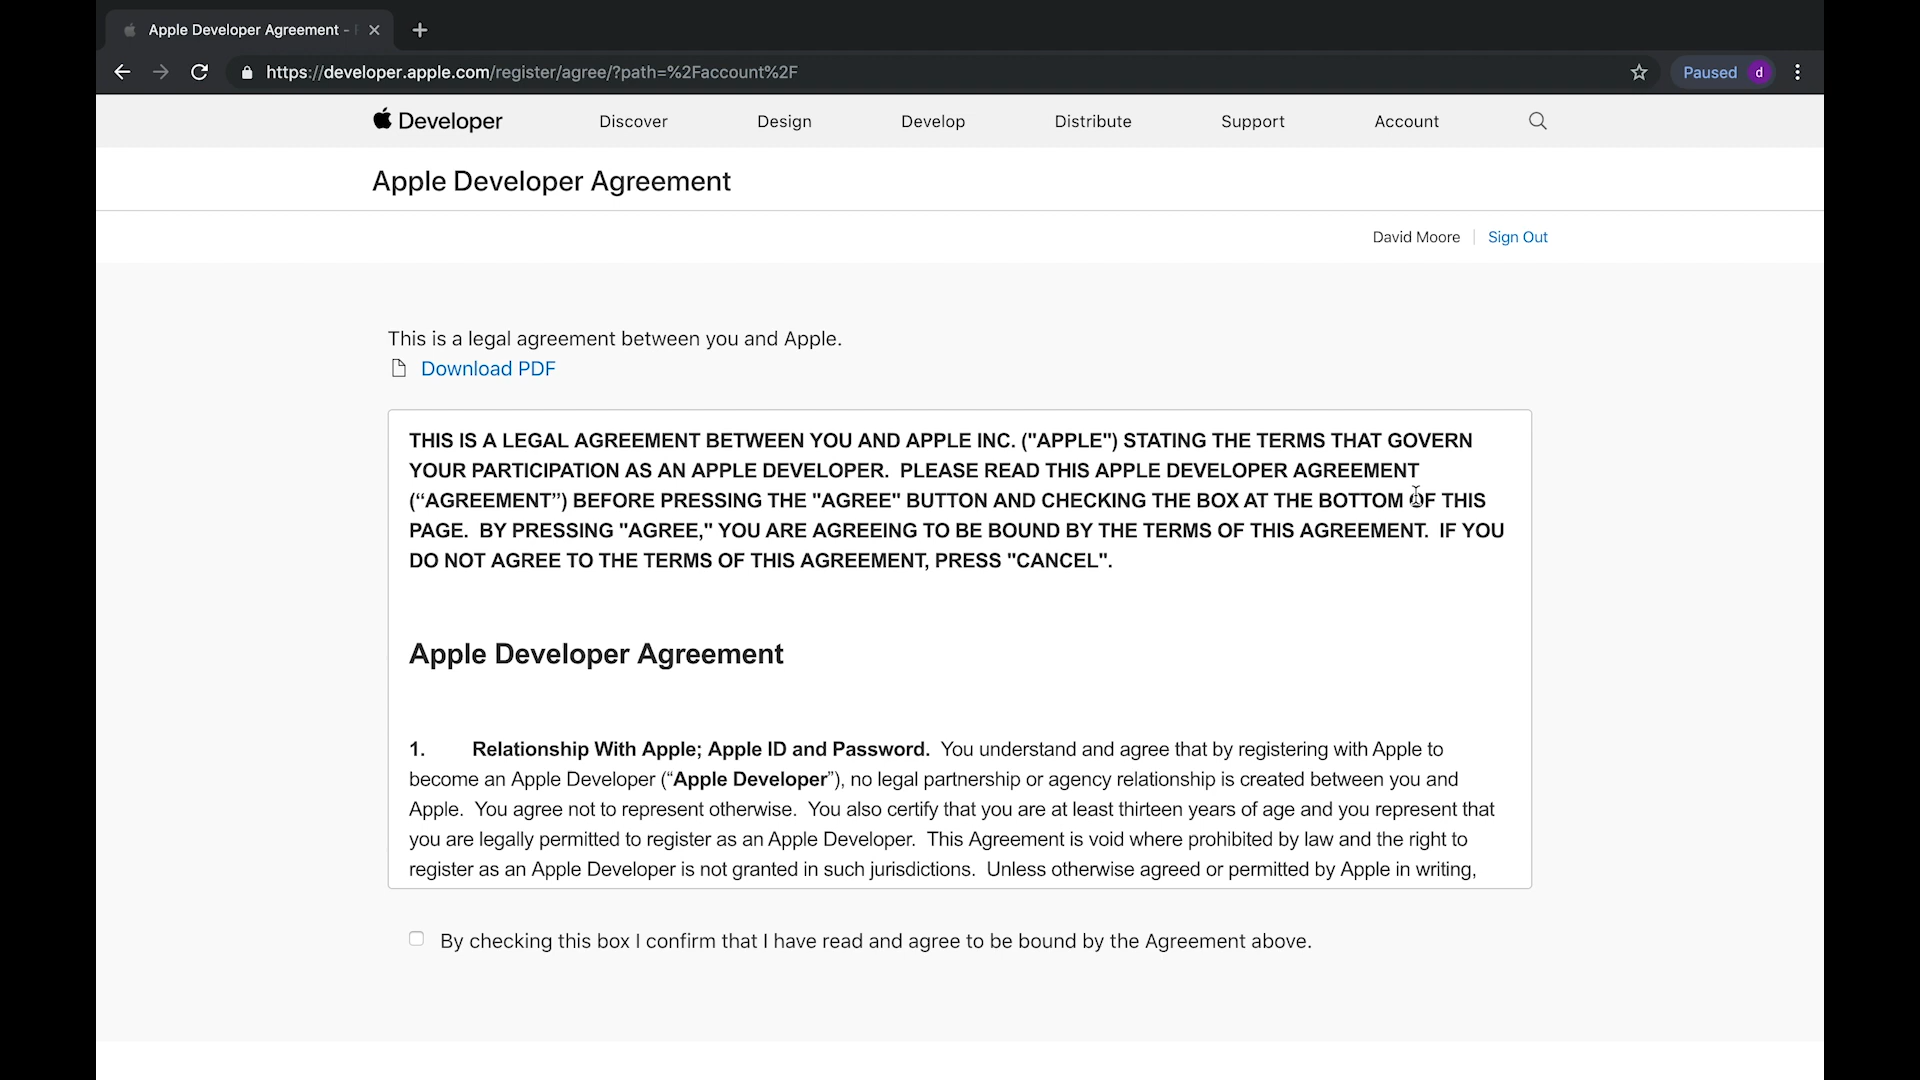 Apple Developer Agreement -
https://developer.apple.com/register/agree/?path=%2Faccount%2F
Paused d
Developer Discover Design Develop Distribute Support Account
Apple Developer Agreement
David Moore Sign Out
This is a legal agreement between you and Apple.
Download PDF
THIS IS A LEGAL AGREEMENT BETWEEN YOU AND APPLE INC. ("APPLE") STATING THE TERMS THAT GOVERN
YOUR PARTICIPATION AS AN APPLE DEVELOPER. PLEASE READ THIS APPLE DEVELOPER AGREEMENT
(“AGREEMENT”) BEFORE PRESSING THE "AGREE" BUTTON AND CHECKING THE BOX AT THE BOTTOM OF THIS
PAGE. BY PRESSING "AGREE," YOU ARE AGREEING TO BE BOUND BY THE TERMS OF THIS AGREEMENT. IF YOU
DO NOT AGREE TO THE TERMS OF THIS AGREEMENT, PRESS "CANCEL".
Apple Developer Agreement
1. Relationship With Apple; Apple ID and Password. You understand and agree that by registering with Apple to
become an Apple Developer (“Apple Developer”), no legal partnership or agency relationship is created between you and
Apple. You agree not to represent otherwise. You also certify that you are at least thirteen years of age and you represent that
you are legally permitted to register as an Apple Developer. This Agreement is void where prohibited by law and the right to
register as an Apple Developer is not granted in such jurisdictions. Unless otherwise agreed or permitted by Apple in writing,
By checking this box I confirm that I have read and agree to be bound by the Agreement above.